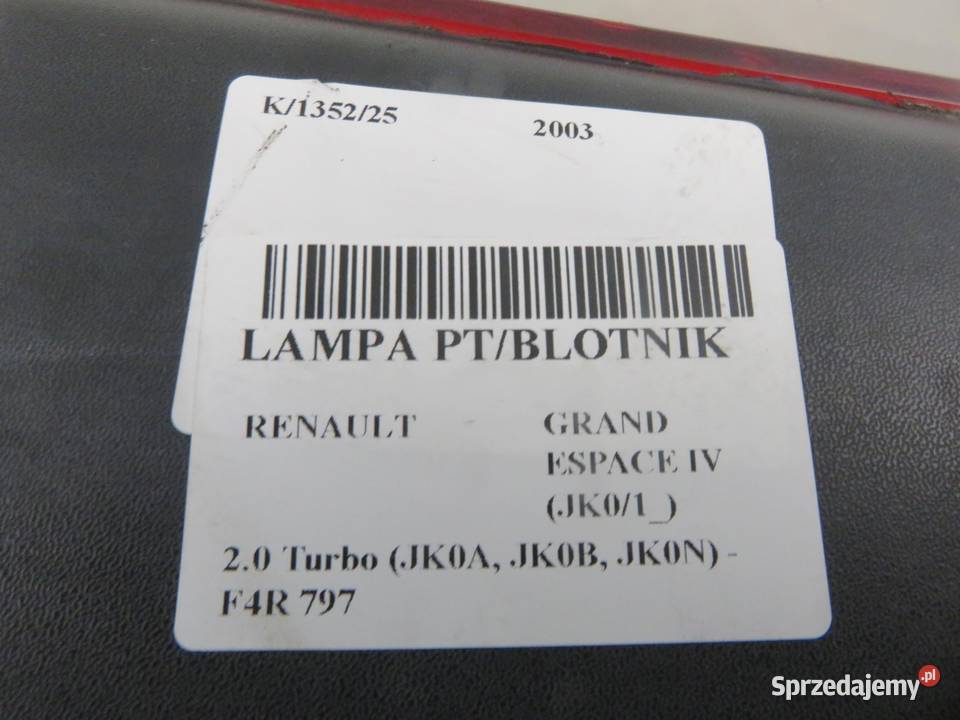 K/1352/25 2003
LAMPA PT/BLOTNIK
RENAULT GRAND
ESPACE IV
(JK0/1_)
2.0 Turbo (JK0A, JK0B, JK0N) -
F4R 797
Sprzedajemy.pl